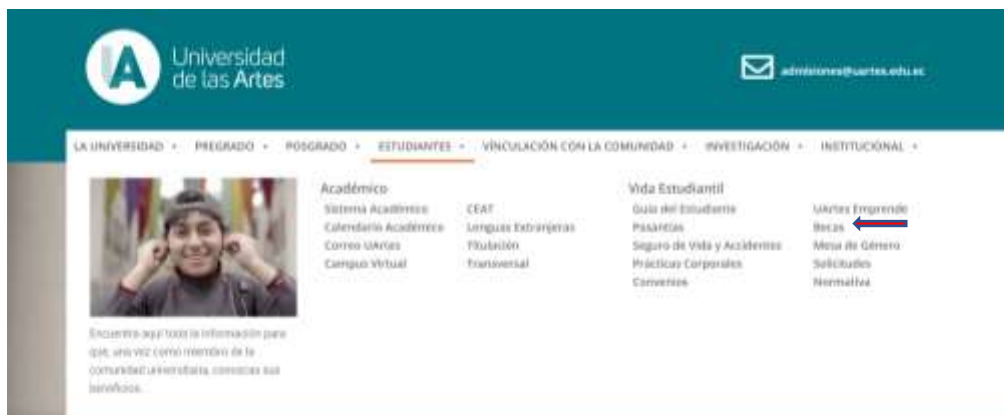 UA
Universidad
de las Artes
admisiones@uartes.edu.ec
LA UNIVERSIDAD PREGRADO POSGRADO ESTUDIANTES VÍNCULACIÓN CON LA COMUNIDAD INVESTIGACIÓN INSTITUCIONAL
Académico
Sistema Académico
Calendario Académico
Correo UArtes
Campus Virtual
CEAT
Lenguas Extranjeras
Titulación
Transversal
Vida Estudiantil
Guía del Estudiante
Pasantías
Seguro de Vida y Accidentes
Prácticas Corporales
Convenios
UArtes Emprende
Becas
Mesa de Género
Solicitudes
Normativa
Encuentra aquí toda la información para
que, una vez como miembro de la
comunidad universitaria, conozcas sus
beneficios.